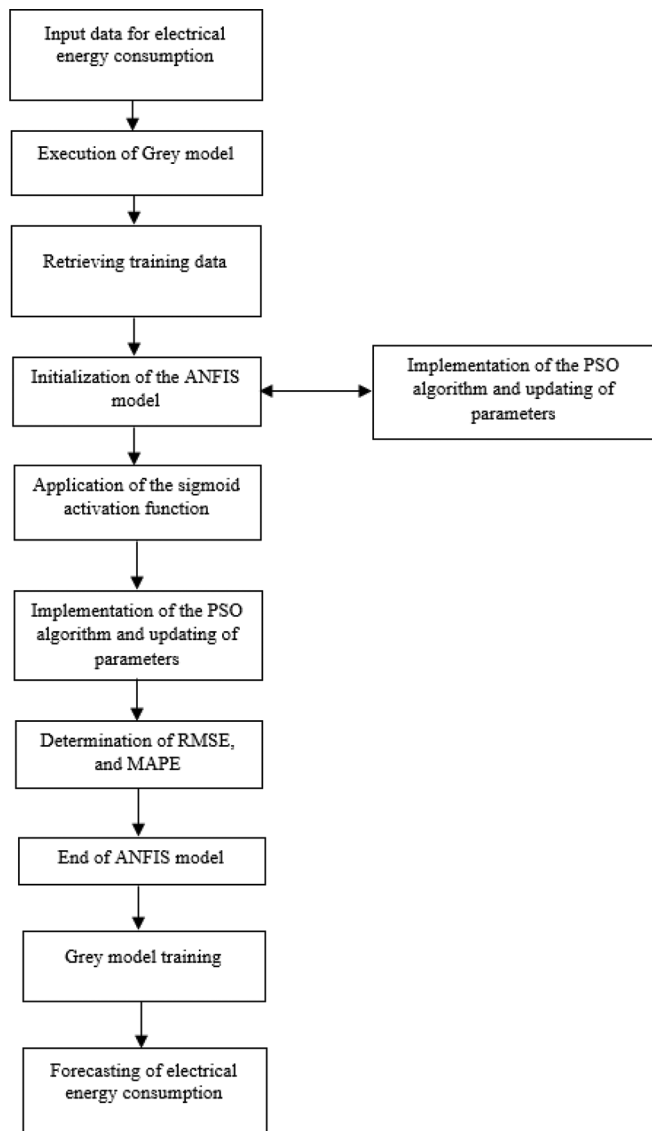 Input data for electrical
energy consumption
Execution of Grey model
Retrieving training data
Initialization of the ANFIS
model
Implementation of the PSO
algorithm and updating of
parameters
Application of the sigmoid
activation function
Implementation of the PSO
algorithm and updating of
parameters
Determination of RMSE,
and MAPE
End of ANFIS model
Grey model training
Forecasting of electrical
energy consumption